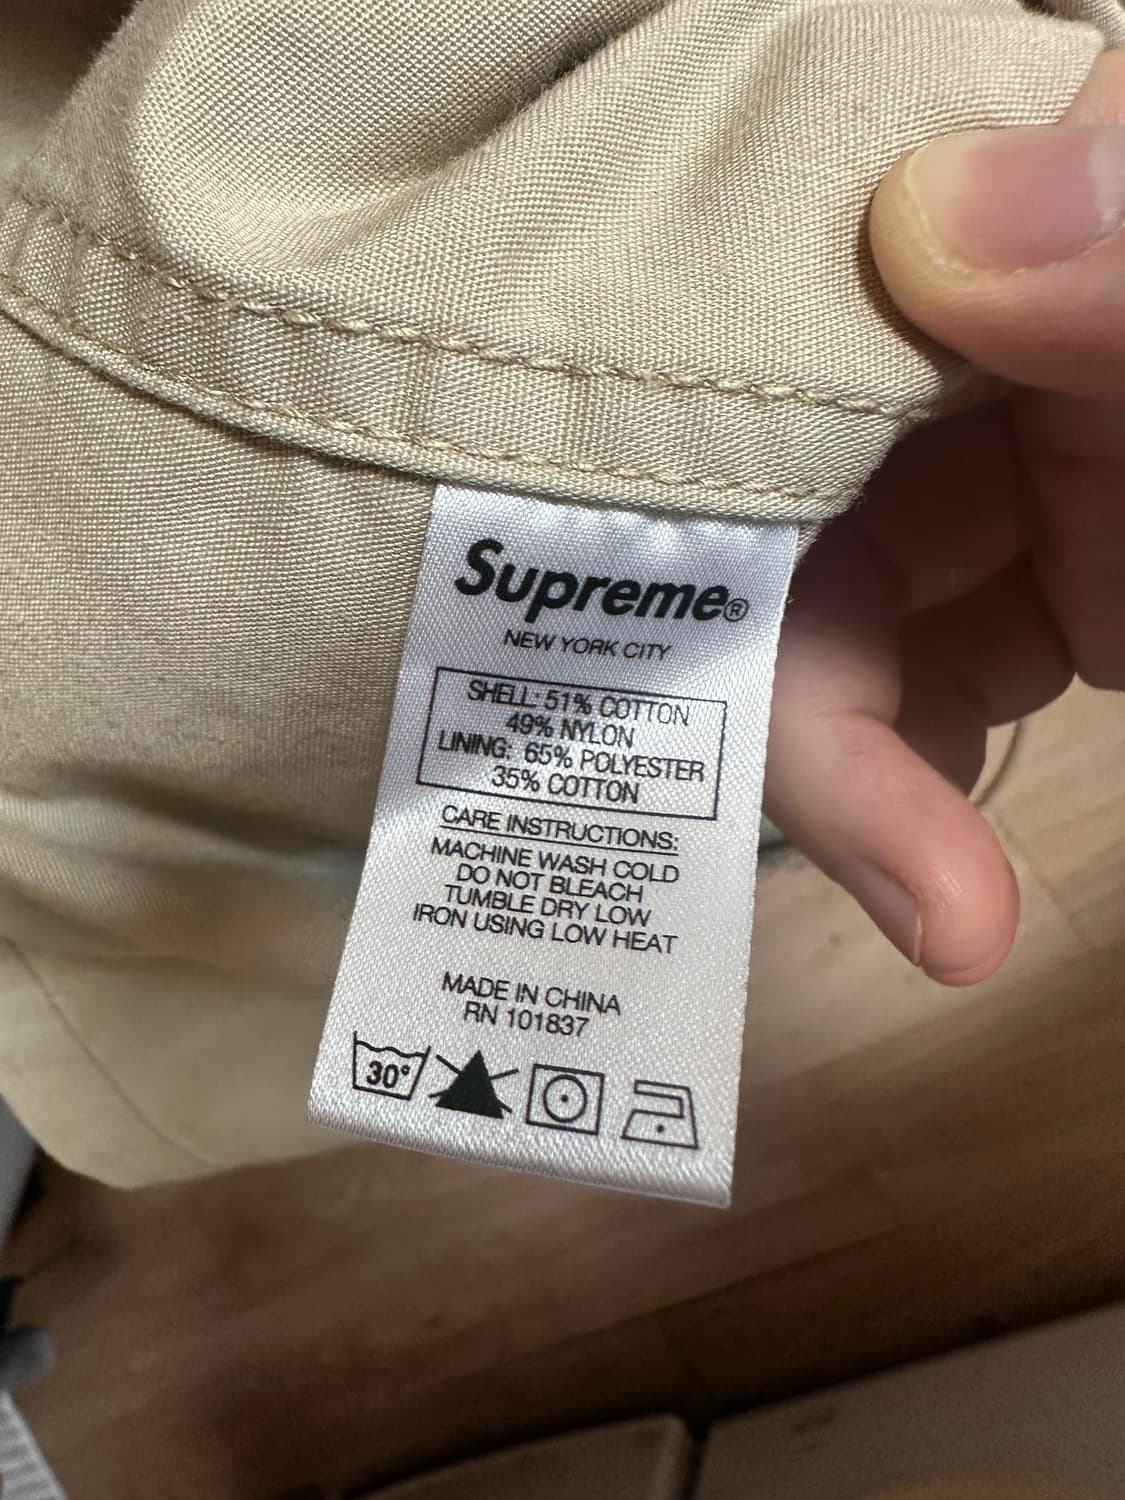 Supreme®
NEW YORK CITY
SHELL: 51% COTTON
49% NYLON
LINING: 65% POLYESTER
35% COTTON
CARE INSTRUCTIONS:
MACHINE WASH COLD
DO NOT BLEACH
TUMBLE DRY LOW
IRON USING LOW HEAT
MADE IN CHINA
RN 101837
30°